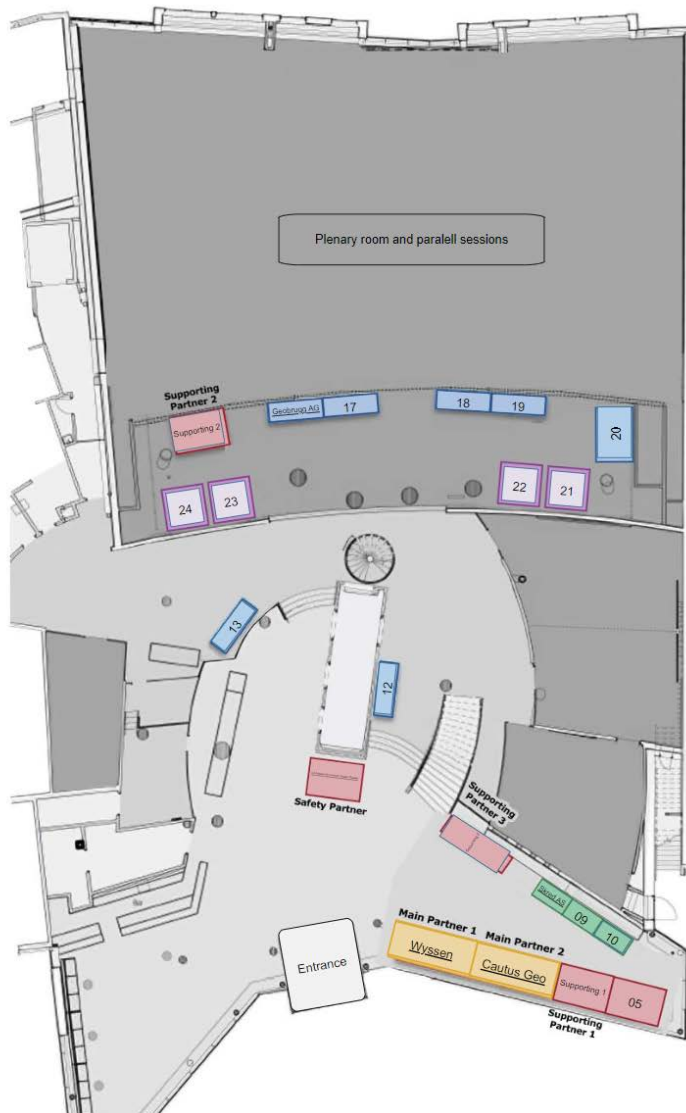 Plenary room and paralell sessions
Supporting
Partner 2
Supporting 2
Geobrugg AG
17
18
19
20
24
23
22
21
13
12
Safety Partner
Supporting
Partner 3
09
10
Main Partner 1
Main Partner 2
Entrance
Wyssen
Cautus Geo
Supporting 1
05
Supporting
Partner 1